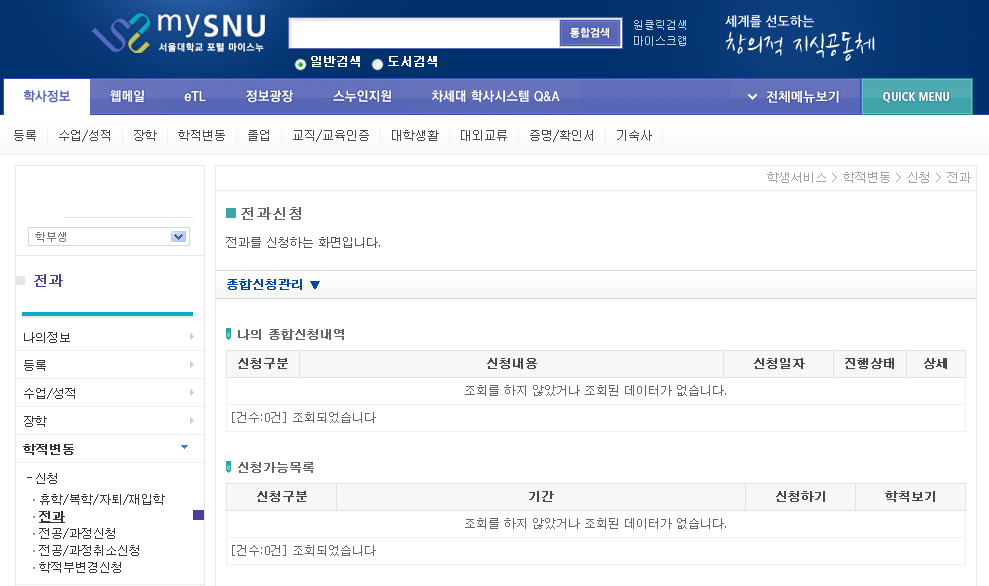 mySNU
서울대학교 포털 마이스누
통합검색
원클릭검색
마이스크랩
일반검색 도서검색
세계를 선도하는
창의적 지식공동체
학사정보 웹메일 eTL 정보광장 스누인지원 차세대 학사시스템 Q&A 전체메뉴보기 QUICK MENU
등록 수업/성적 장학 학적변동 졸업 교직/교육인증 대학생활 대외교류 증명/확인서 기숙사
학부생
전과
나의정보
등록
수업/성적
장학
학적변동
- 신청
· 휴학/복학/자퇴/재입학
· 전과
· 전공/과정신청
· 전공/과정취소신청
· 학적부변경신청
학생서비스 > 학적변동 > 신청 > 전과
전과신청
전과를 신청하는 화면입니다.
종합신청관리 ▼
나의 종합신청내역
신청구분 신청내용 신청일자 진행상태 상세
조회를 하지 않았거나 조회된 데이터가 없습니다.
[건수:0건] 조회되었습니다
신청가능목록
신청구분 기간 신청하기 학칙보기
조회를 하지 않았거나 조회된 데이터가 없습니다.
[건수:0건] 조회되었습니다